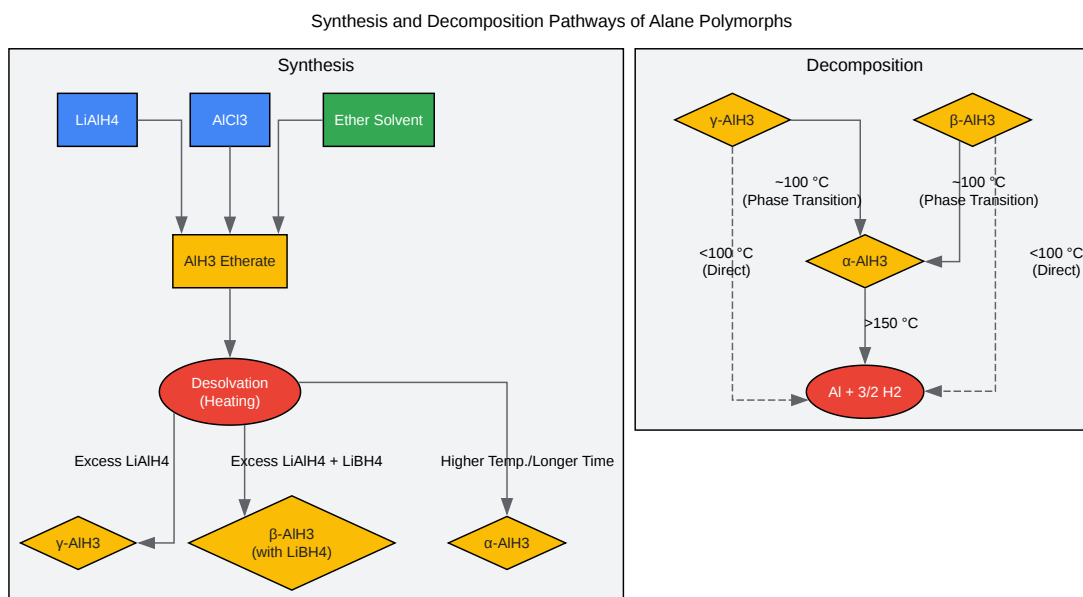 Synthesis and Decomposition Pathways of Alane Polymorphs
Synthesis
LiAlH4
AlCl3
Ether Solvent
AlH3 Etherate
Desolvation
(Heating)
Excess LiAlH4
Excess LiAlH4 + LiBH4
Higher Temp./Longer Time
γ-AlH3
β-AlH3
(with LiBH4)
α-AlH3
Decomposition
γ-AlH3
β-AlH3
~100 °C
(Phase Transition)
~100 °C
(Phase Transition)
<100 °C
(Direct)
α-AlH3
<100 °C
(Direct)
>150 °C
Al + 3/2 H2